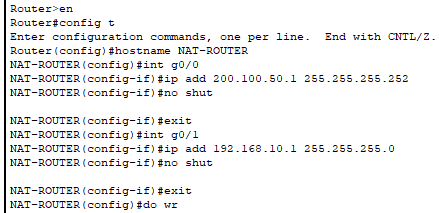 Router>en
Router#config t
Enter configuration commands, one per line.  End with CNTL/Z.
Router(config)#hostname NAT-ROUTER
NAT-ROUTER(config)#int g0/0
NAT-ROUTER(config-if)#ip add 200.100.50.1 255.255.255.252
NAT-ROUTER(config-if)#no shut
NAT-ROUTER(config-if)#exit
NAT-ROUTER(config)#int g0/1
NAT-ROUTER(config-if)#ip add 192.168.10.1 255.255.255.0
NAT-ROUTER(config-if)#no shut
NAT-ROUTER(config-if)#exit
NAT-ROUTER(config)#do wr